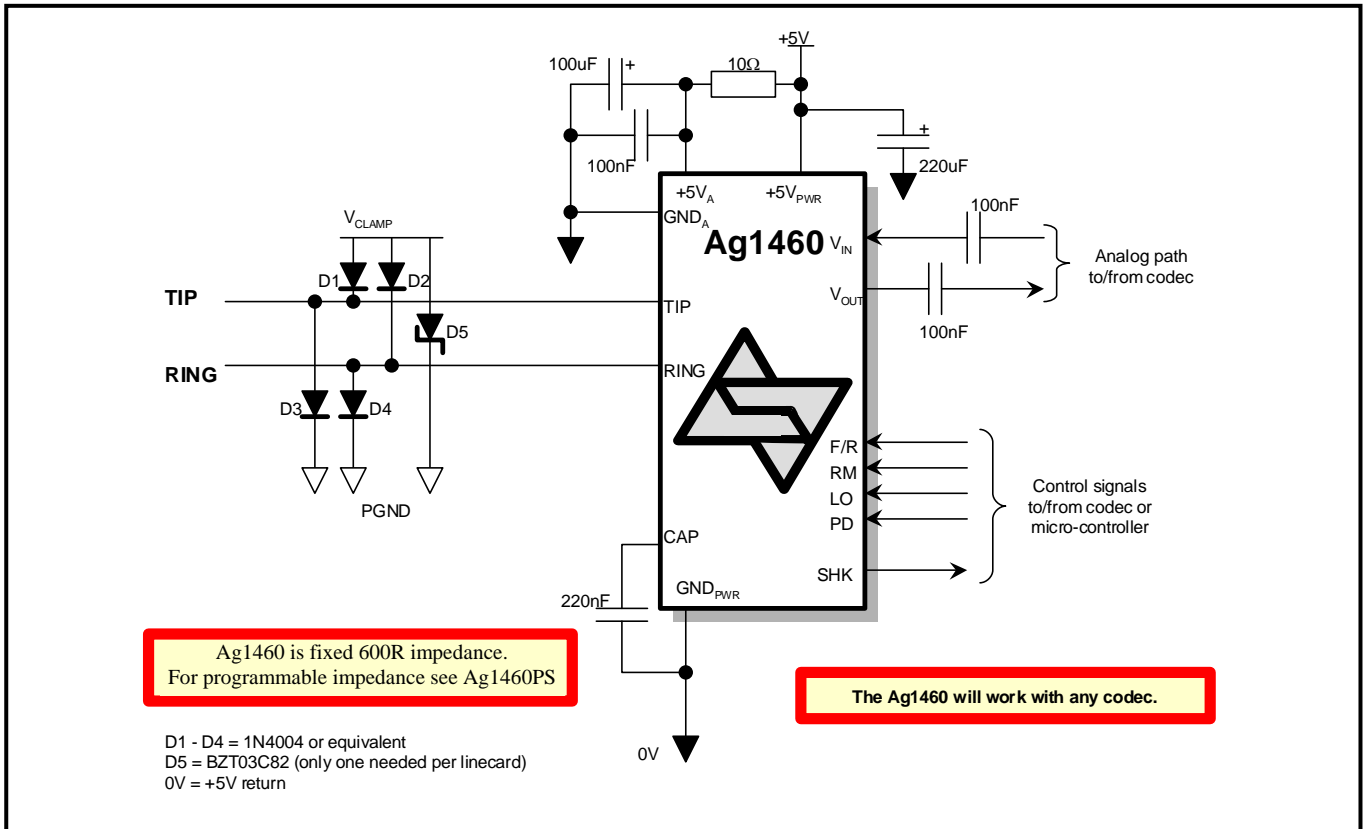 +5V
100uF +
10Ω
100nF
+
220uF
+5VA
+5VPWR
GNDA
Ag1460
VIN
100nF
Analog path
to/from codec
VOUT
100nF
VCLAMP
D1
D2
TIP
TIP
D5
RING
RING
D3
D4
PGND
F/R
RM
LO
PD
SHK
Control signals
to/from codec or
micro-controller
CAP
GNDPWR
220nF
Ag1460 is fixed 600R impedance.
For programmable impedance see Ag1460PS
The Ag1460 will work with any codec.
0V
D1 - D4 = 1N4004 or equivalent
D5 = BZT03C82 (only one needed per linecard)
0V = +5V return